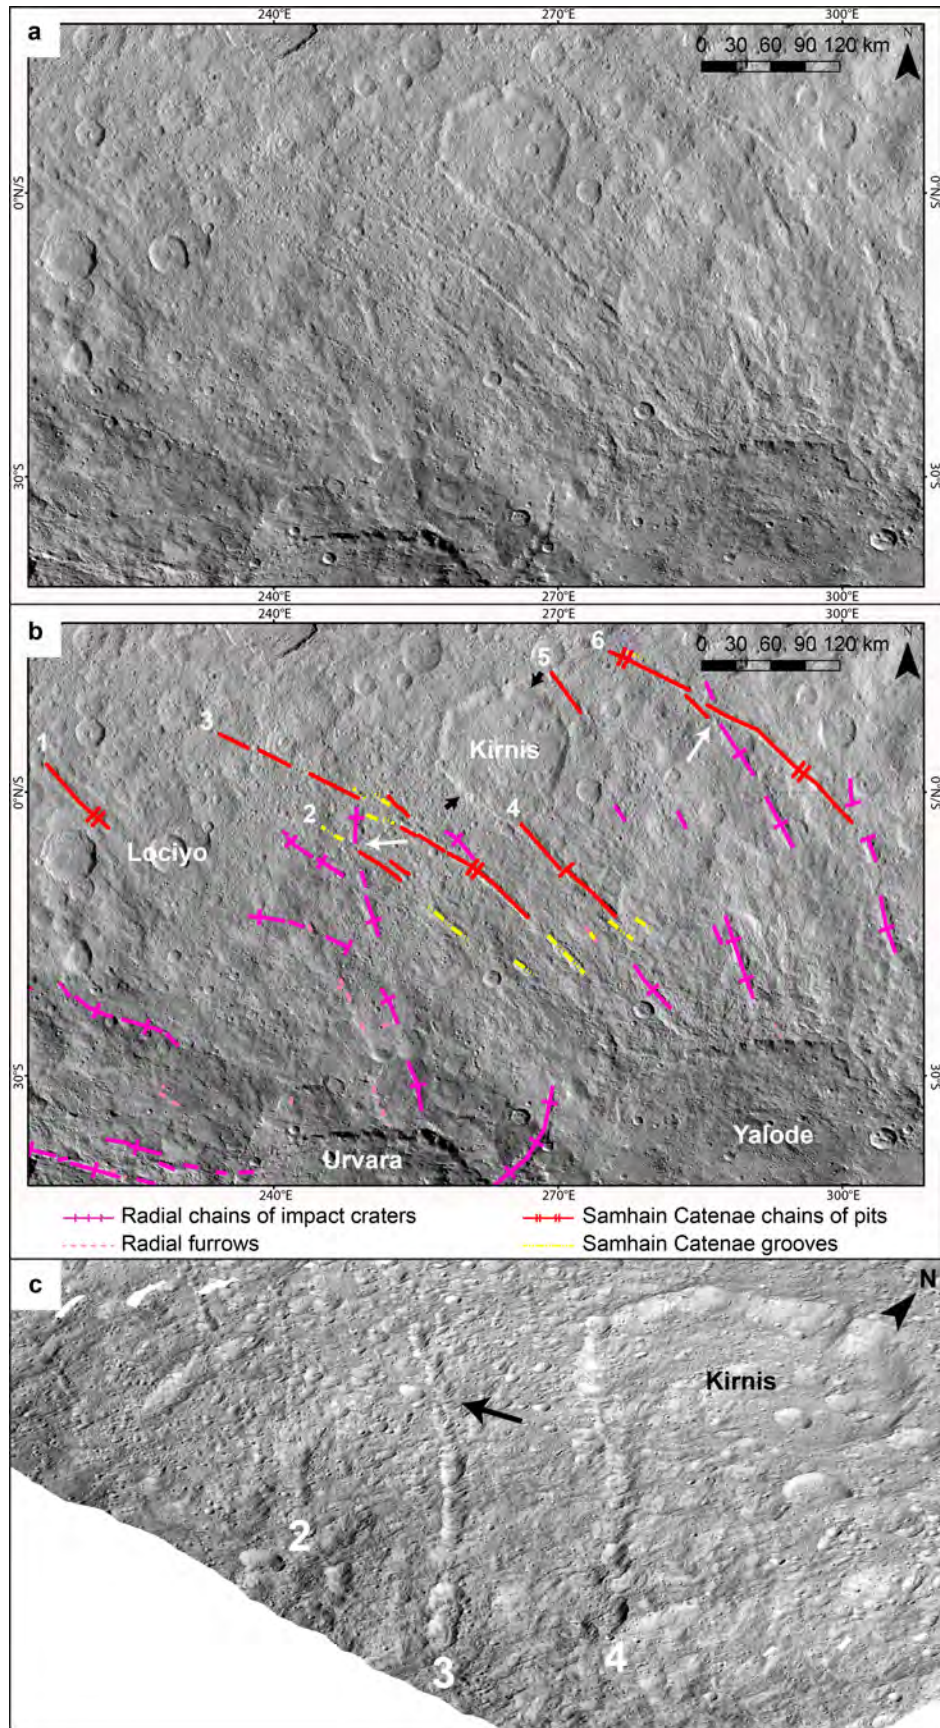 240°E 270°E 300°E
a
N
0 30 60 90 120 km
0°N/S 0°N/S
30°S 30°S
240°E 270°E 300°E
b
N
0 30 60 90 120 km
6
5
Kirnis
3
1
0°N/S 0°N/S
2 4
Lociyo
30°S 30°S
Urvara Yalode
240°E 270°E 300°E
Radial chains of impact craters Samhain Catenae chains of pits
Radial furrows Samhain Catenae grooves
c
N
Kirnis
2
3 4